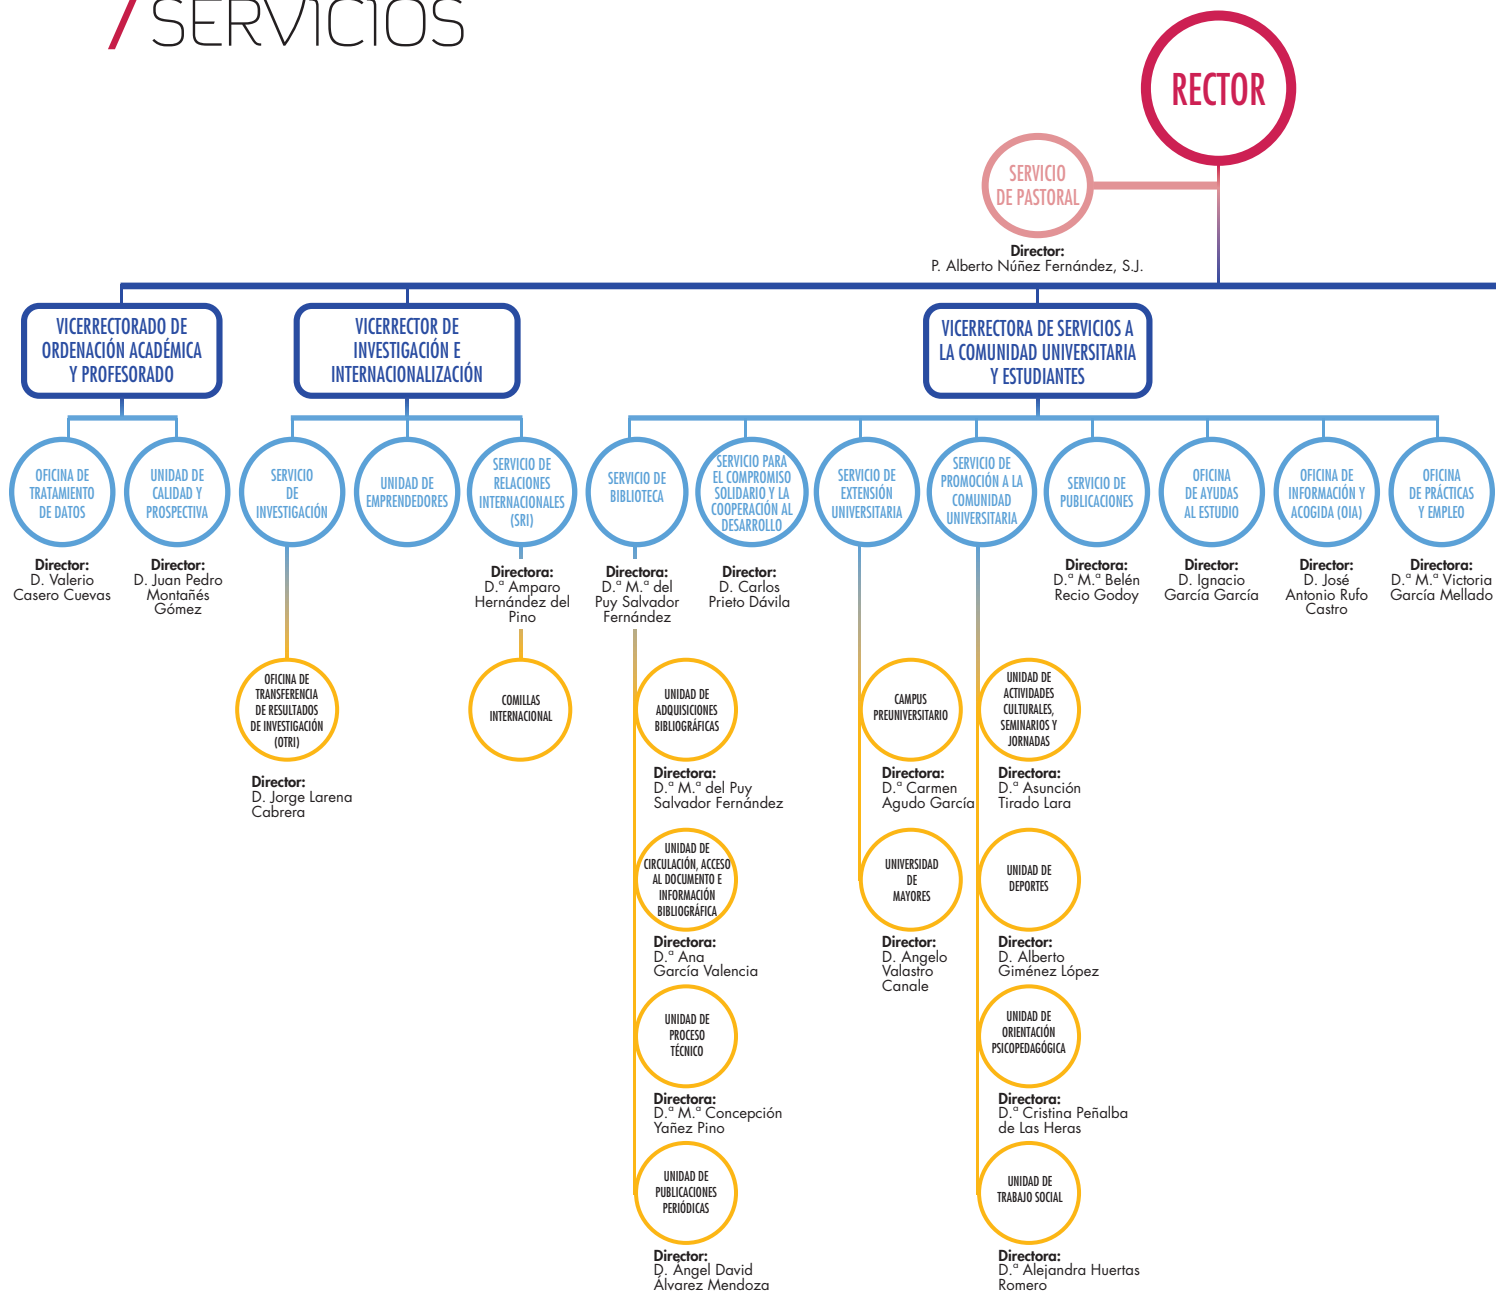 / SERVICIOS
RECTOR
SERVICIO
DE PASTORAL
Director:
P. Alberto Núñez Fernández, S.J.
VICERRECTORADO DE
ORDENACIÓN ACADÉMICA
Y PROFESORADO
VICERRECTOR DE
INVESTIGACIÓN E
INTERNACIONALIZACIÓN
VICERRECTORA DE SERVICIOS A
LA COMUNIDAD UNIVERSITARIA
Y ESTUDIANTES
OFICINA DE
TRATAMIENTO
DE DATOS
Director:
D. Valerio
Casero Cuevas
UNIDAD DE
CALIDAD Y
PROSPECTIVA
Director:
D. Juan Pedro
Montañés
Gómez
SERVICIO
DE
INVESTIGACIÓN
UNIDAD DE
EMPRENDEDORES
SERVICIO DE
RELACIONES
INTERNACIONALES
(SRI)
Directora:
D.ª Amparo
Hernández del
Pino
SERVICIO DE
BIBLIOTECA
Directora:
D.ª M.ª del
Puy Salvador
Fernández
SERVICIO PARA
EL COMPROMISO
SOLIDARIO Y LA
COOPERACIÓN AL
DESARROLLO
Director:
D. Carlos
Prieto Dávila
SERVICIO DE
EXTENSIÓN
UNIVERSITARIA
SERVICIO DE
PROMOCIÓN A LA
COMUNIDAD
UNIVERSITARIA
SERVICIO DE
PUBLICACIONES
Directora:
D.ª M.ª Belén
Recio Godoy
OFICINA
DE AYUDAS
AL ESTUDIO
Director:
D. Ignacio
García García
OFICINA DE
INFORMACIÓN Y
ACOGIDA (OIA)
Director:
D. José
Antonio Rufo
Castro
OFICINA
DE PRÁCTICAS
Y EMPLEO
Directora:
D.ª M.ª Victoria
García Mellado
OFICINA DE
TRANSFERENCIA
DE RESULTADOS
DE INVESTIGACIÓN
(OTRI)
Director:
D. Jorge Larena
Cabrera
COMILLAS
INTERNACIONAL
UNIDAD DE
ADQUISICIONES
BIBLIOGRÁFICAS
Directora:
D.ª M.ª del Puy
Salvador Fernández
UNIDAD DE
CIRCULACIÓN, ACCESO
AL DOCUMENTO E
INFORMACIÓN
BIBLIOGRÁFICA
Directora:
D.ª Ana
García Valencia
UNIDAD DE
PROCESO
TÉCNICO
Directora:
D.ª M.ª Concepción
Yañez Pino
UNIDAD DE
PUBLICACIONES
PERIÓDICAS
Director:
D. Ángel David
Álvarez Mendoza
CAMPUS
PREUNIVERSITARIO
Directora:
D.ª Carmen
Agudo García
UNIVERSIDAD
DE
MAYORES
Director:
D. Angelo
Valastro
Canale
UNIDAD DE
ACTIVIDADES
CULTURALES,
SEMINARIOS Y
JORNADAS
Directora:
D.ª Asunción
Tirado Lara
UNIDAD DE
DEPORTES
Director:
D. Alberto
Giménez López
UNIDAD DE
ORIENTACIÓN
PSICOPEDAGÓGICA
Directora:
D.ª Cristina Peñalba
de Las Heras
UNIDAD DE
TRABAJO SOCIAL
Directora:
D.ª Alejandra Huertas
Romero